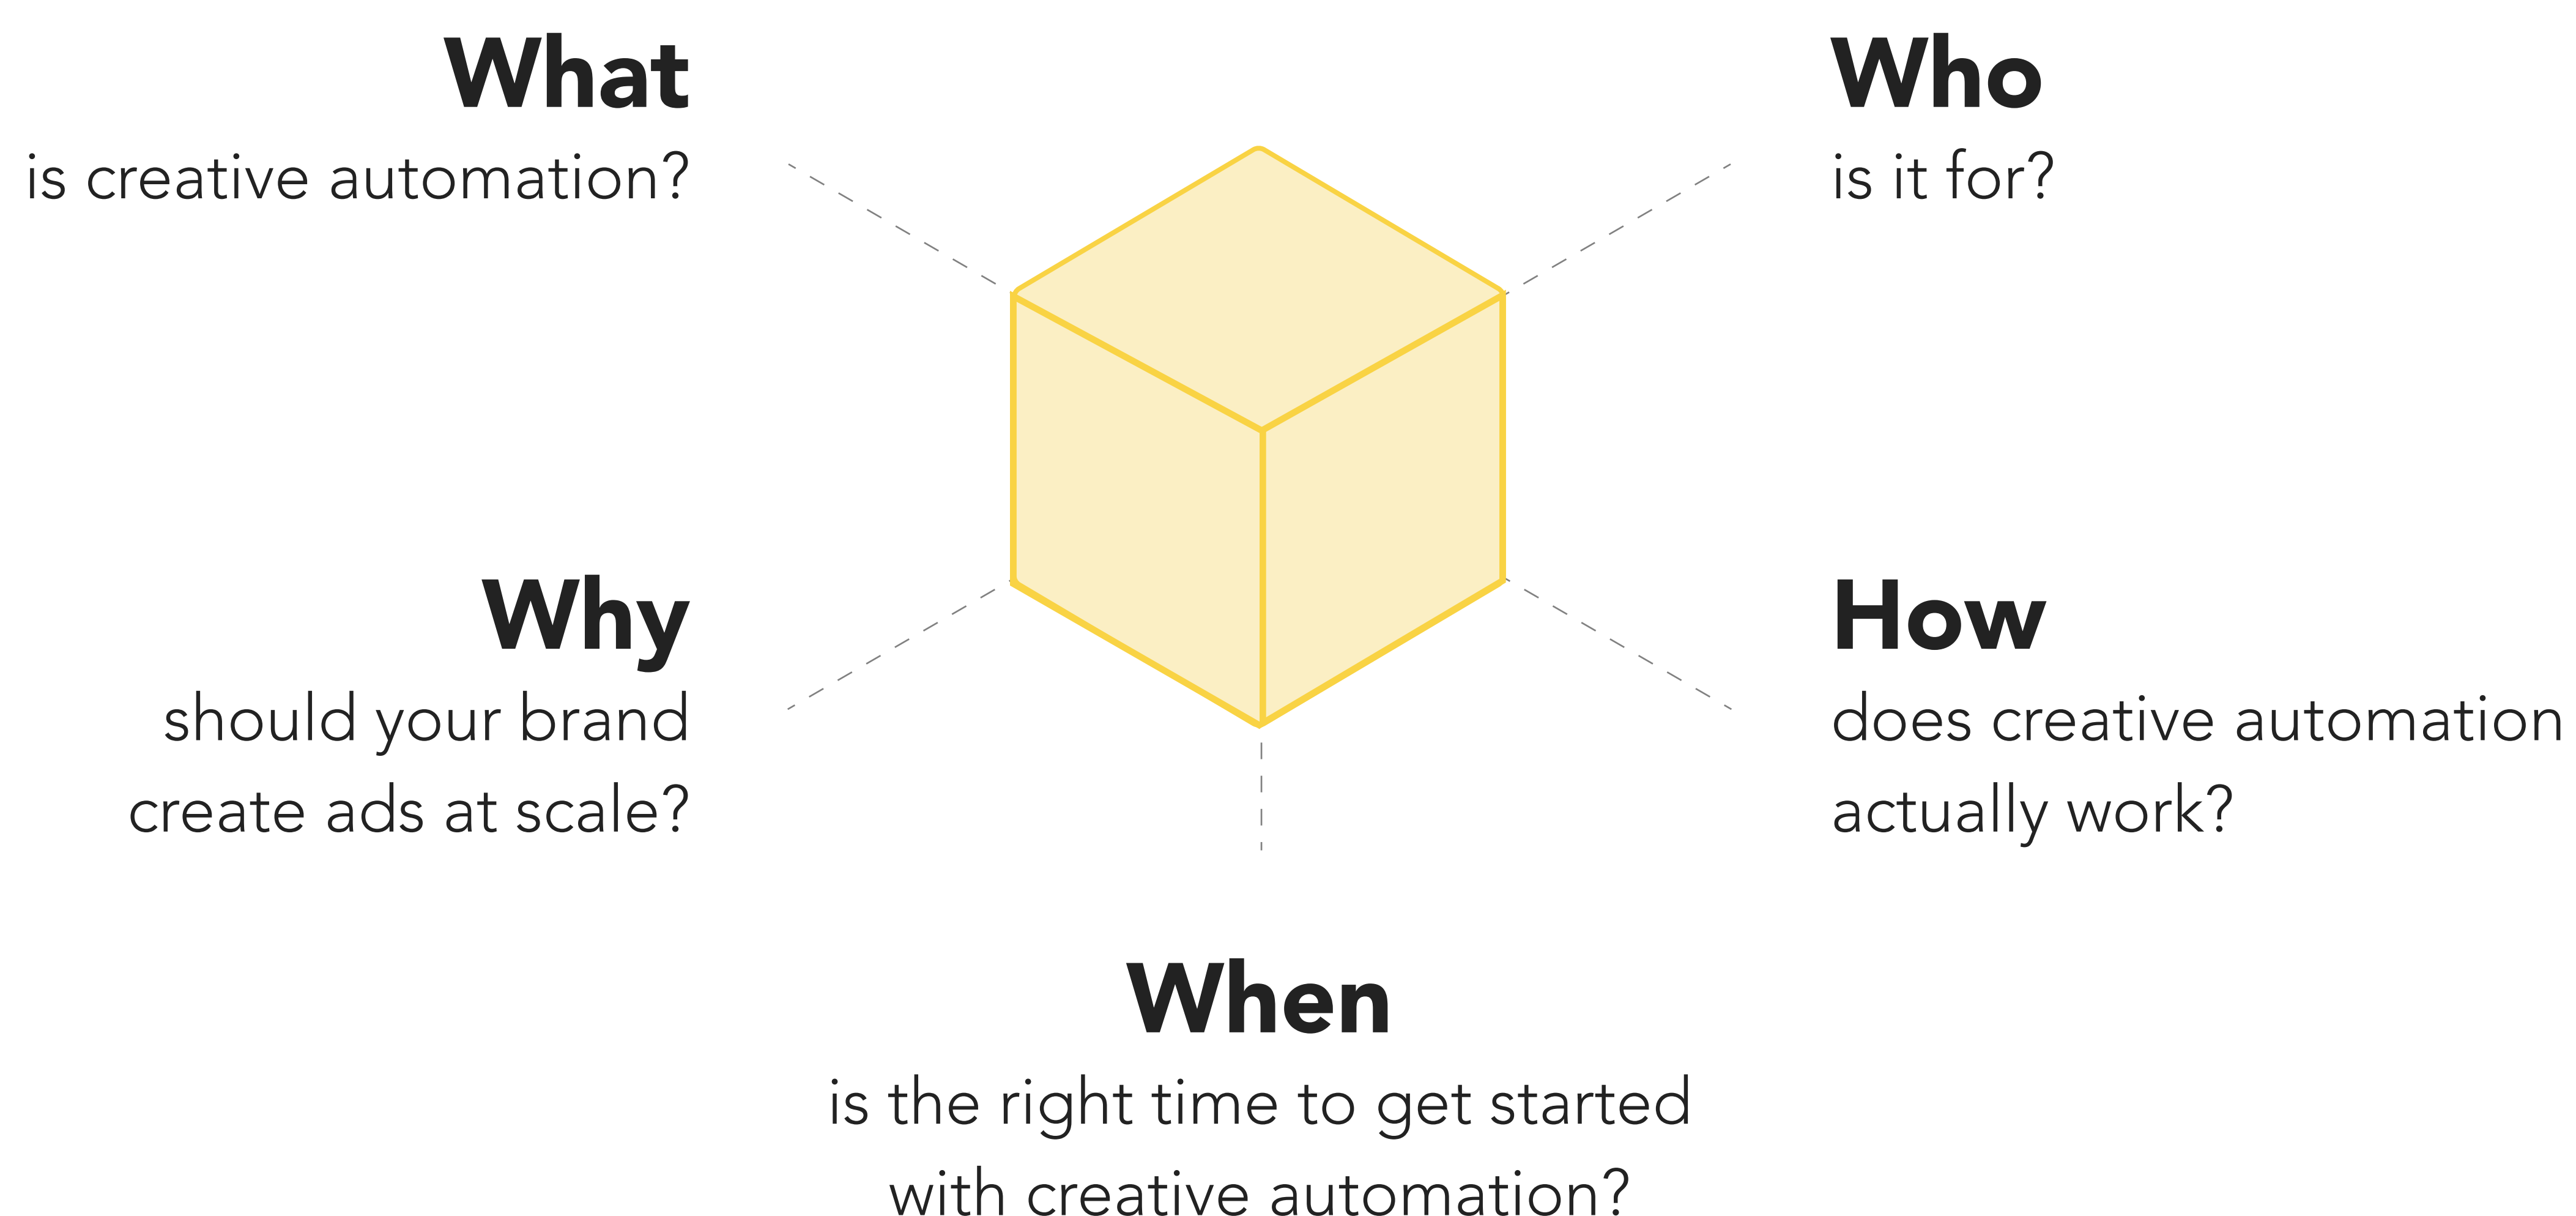 What
is creative automation?
Who
is it for?
Why
should your brand
create ads at scale?
How
does creative automation
actually work?
When
is the right time to get started
with creative automation?